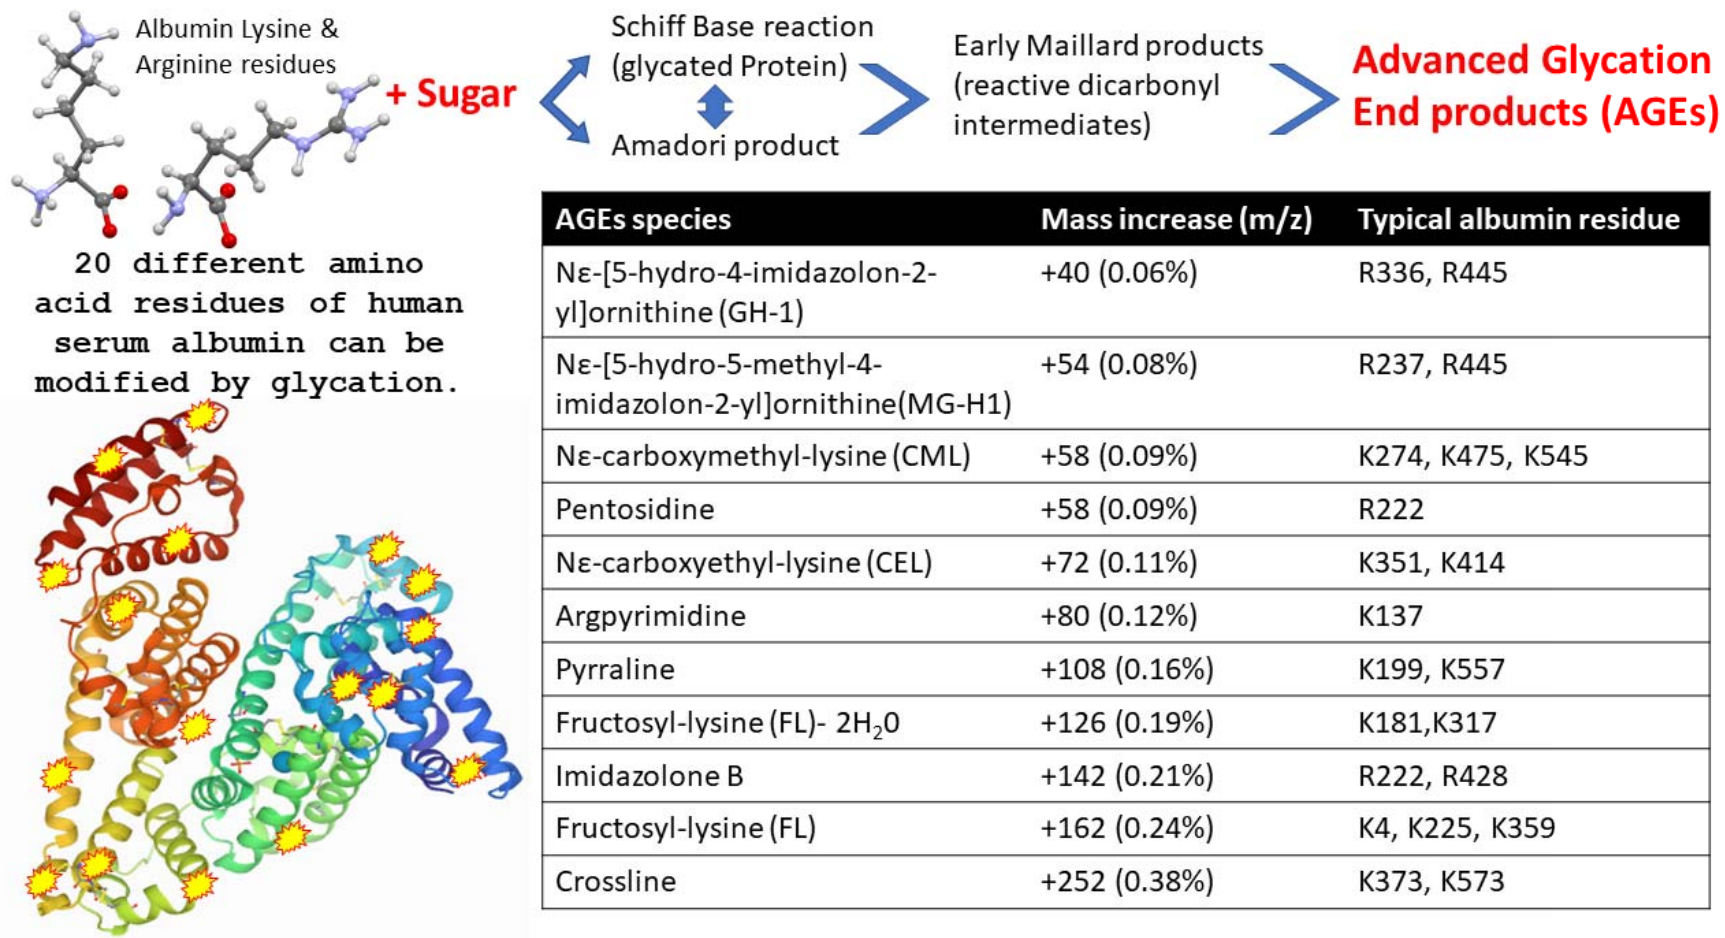 Albumin Lysine &
Arginine residues
+ Sugar
Schiff Base reaction
(glycated Protein)
Amadori product
Early Maillard products
(reactive dicarbonyl
intermediates)
Advanced Glycation
End products (AGEs)
20 different amino
acid residues of human
serum albumin can be
modified by glycation.
AGEs species Mass increase (m/z) Typical albumin residue
Nε-[5-hydro-4-imidazolon-2-
yl]ornithine (GH-1) +40 (0.06%) R336, R445
Nε-[5-hydro-5-methyl-4-
imidazolon-2-yl]ornithine(MG-H1) +54 (0.08%) R237, R445
Nε-carboxymethyl-lysine (CML) +58 (0.09%) K274, K475, K545
Pentosidine +58 (0.09%) R222
Nε-carboxyethyl-lysine (CEL) +72 (0.11%) K351, K414
Argpyrimidine +80 (0.12%) K137
Pyrraline +108 (0.16%) K199, K557
Fructosyl-lysine (FL)- 2H₂0 +126 (0.19%) K181,K317
Imidazolone B +142 (0.21%) R222, R428
Fructosyl-lysine (FL) +162 (0.24%) K4, K225, K359
Crossline +252 (0.38%) K373, K573